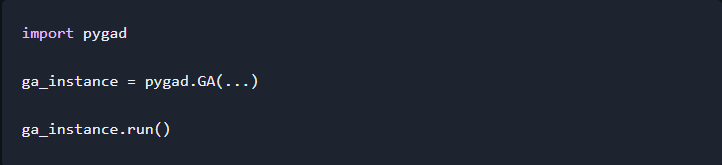 import pygad
ga_instance = pygad.GA(...)
ga_instance.run()